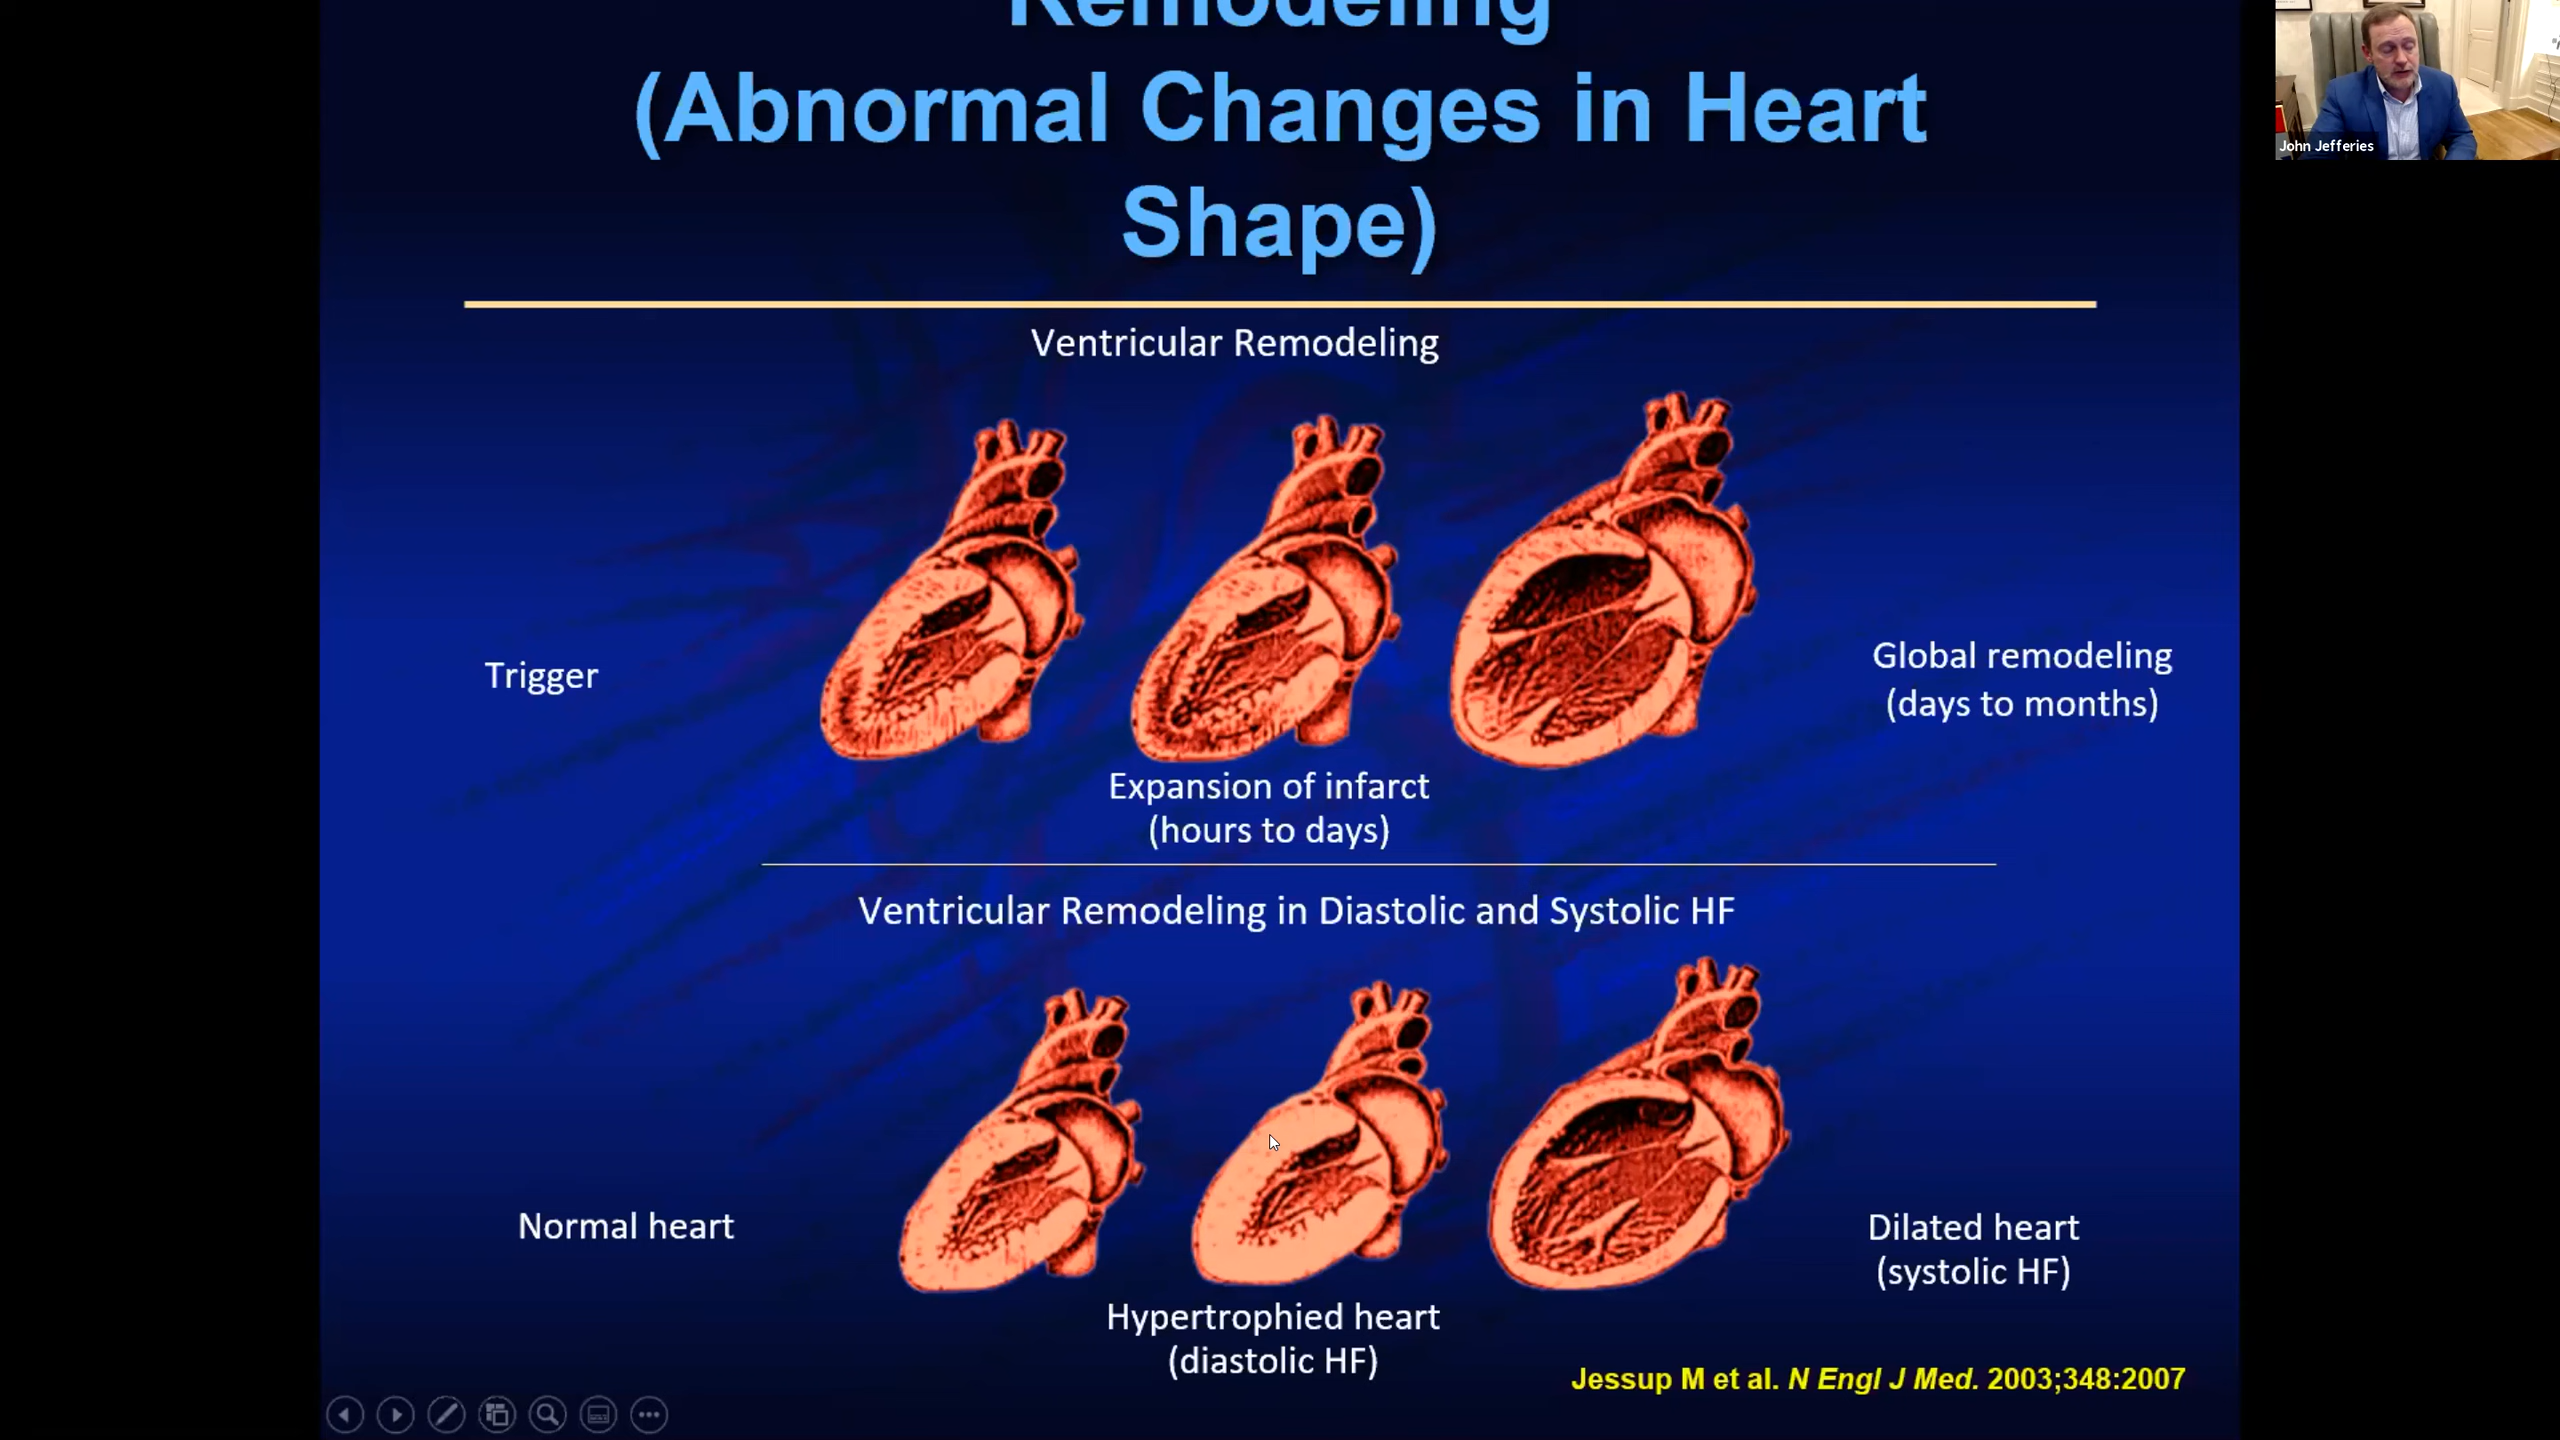 Remodeling
(Abnormal Changes in Heart
Shape)
John Jefferies
Ventricular Remodeling
Trigger
Expansion of infarct
(hours to days)
Global remodeling
(days to months)
Ventricular Remodeling in Diastolic and Systolic HF
Normal heart
Hypertrophied heart
(diastolic HF)
Dilated heart
(systolic HF)
Jessup M et al. N Engl J Med. 2003;348:2007